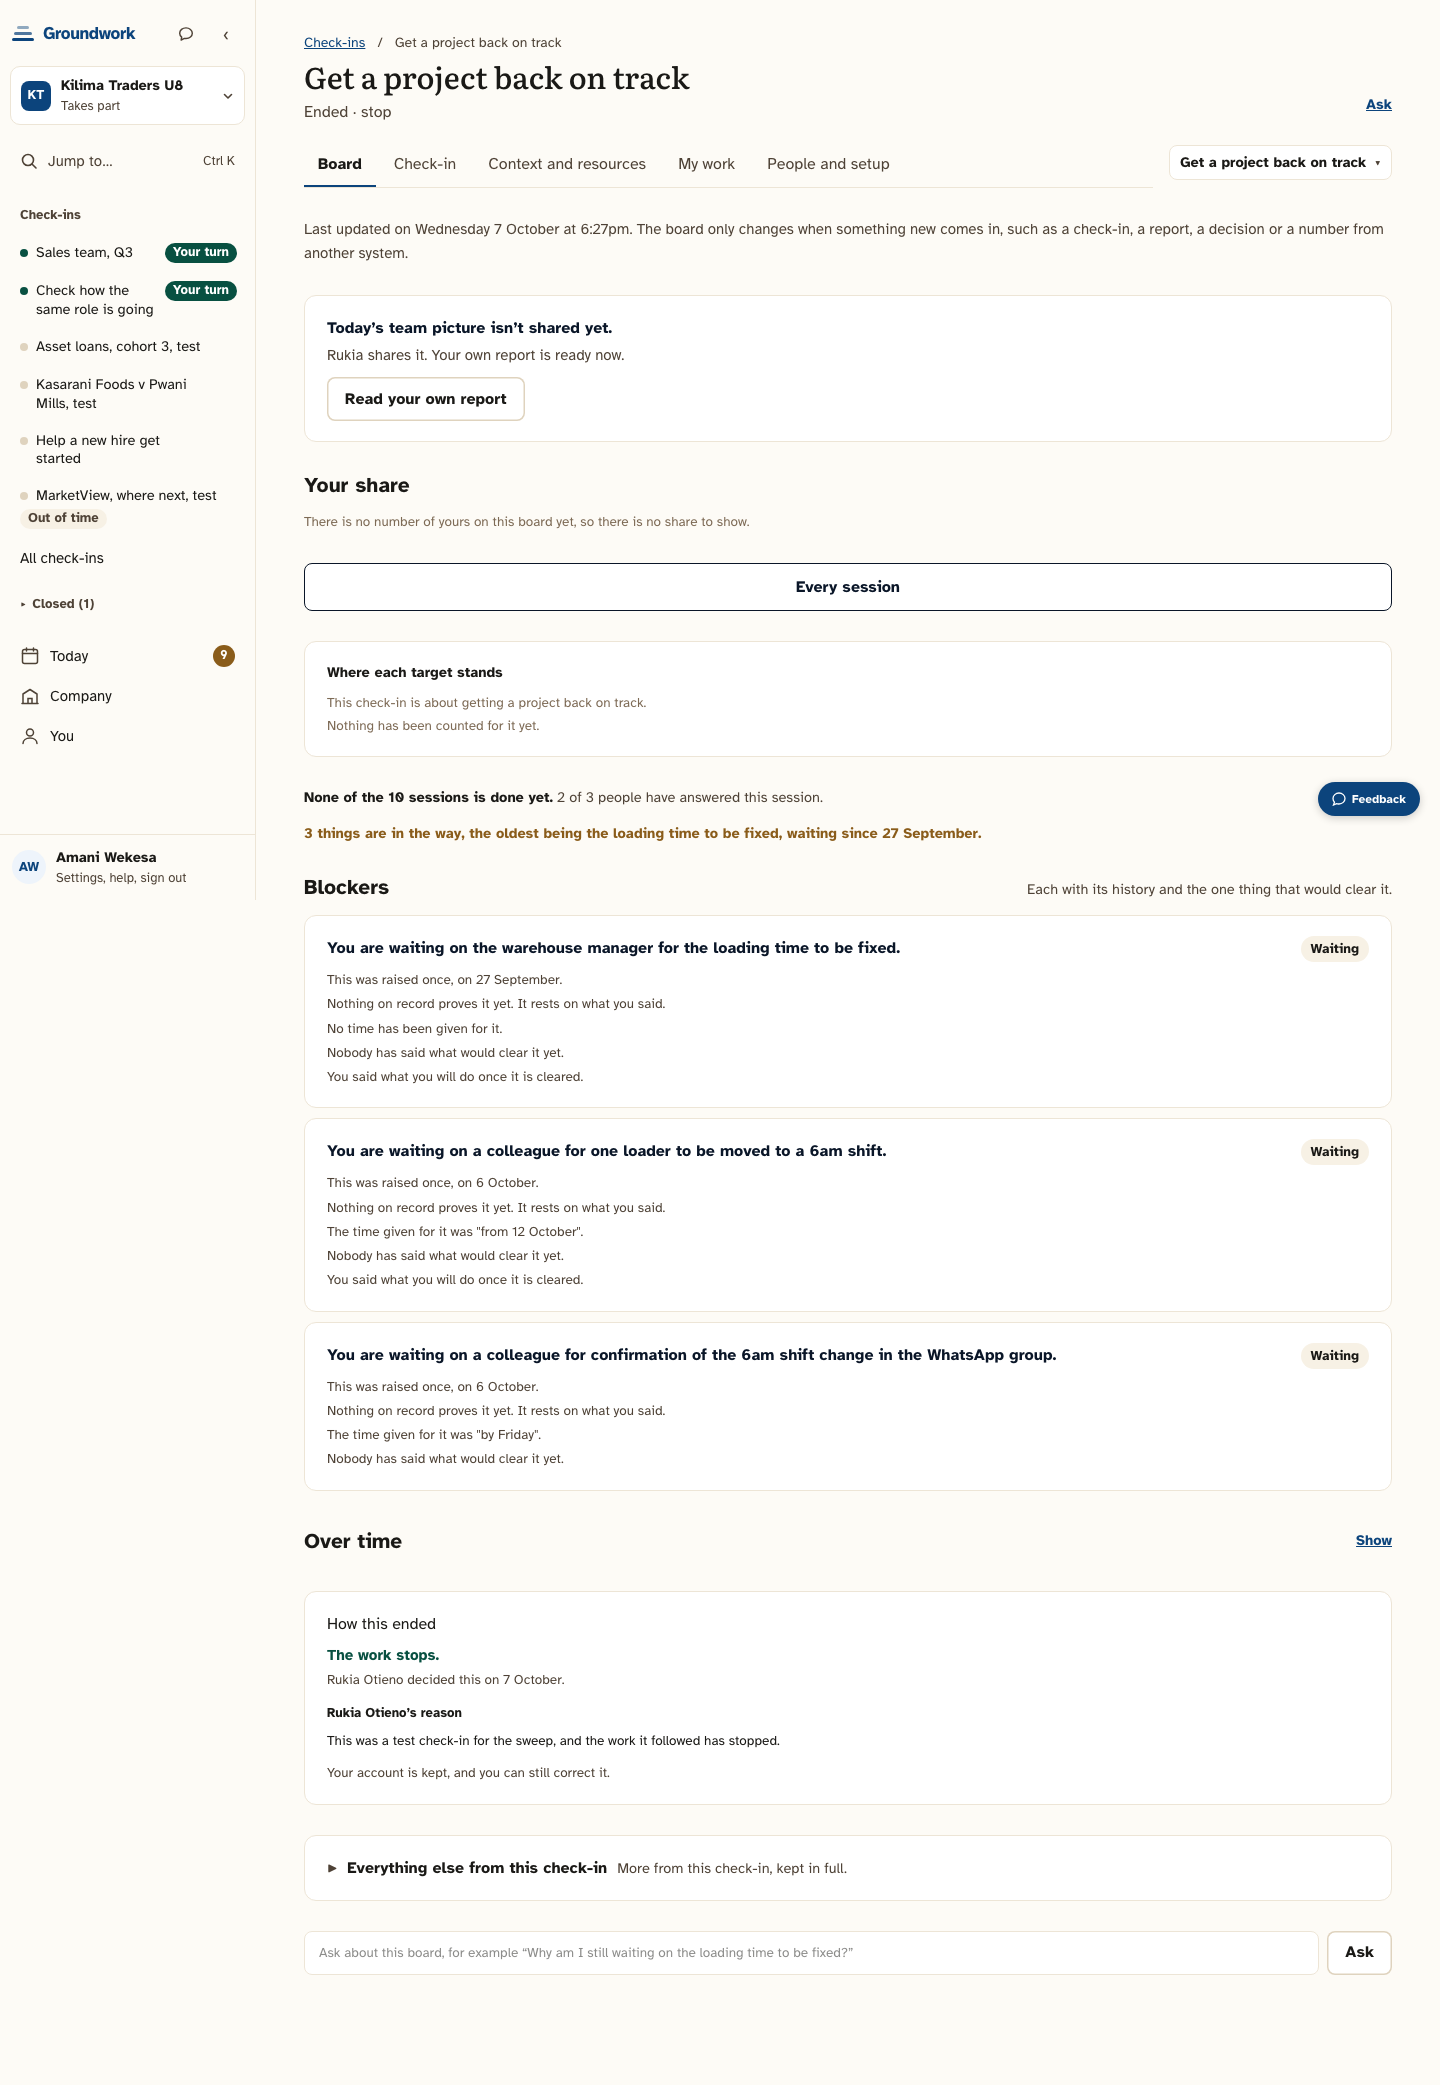 Groundwork
KT
Kilima Traders U8
Takes part
Jump to...
Ctrl K
Check-ins
Sales team, Q3
Your turn
Check how the
same role is going
Your turn
Asset loans, cohort 3, test
Kasarani Foods v Pwani
Mills, test
Help a new hire get
started
MarketView, where next, test
Out of time
All check-ins
Closed (1)
Today
9
Company
You
AW
Amani Wekesa
Settings, help, sign out
Check-ins / Get a project back on track
Get a project back on track
Ended · stop
Ask
Board
Check-in
Context and resources
My work
People and setup
Get a project back on track
Last updated on Wednesday 7 October at 6:27pm. The board only changes when something new comes in, such as a check-in, a report, a decision or a number from
another system.
Today’s team picture isn’t shared yet.
Rukia shares it. Your own report is ready now.
Read your own report
Your share
There is no number of yours on this board yet, so there is no share to show.
Every session
Where each target stands
This check-in is about getting a project back on track.
Nothing has been counted for it yet.
None of the 10 sessions is done yet. 2 of 3 people have answered this session.
Feedback
3 things are in the way, the oldest being the loading time to be fixed, waiting since 27 September.
Blockers
Each with its history and the one thing that would clear it.
You are waiting on the warehouse manager for the loading time to be fixed.
Waiting
This was raised once, on 27 September.
Nothing on record proves it yet. It rests on what you said.
No time has been given for it.
Nobody has said what would clear it yet.
You said what you will do once it is cleared.
You are waiting on a colleague for one loader to be moved to a 6am shift.
Waiting
This was raised once, on 6 October.
Nothing on record proves it yet. It rests on what you said.
The time given for it was "from 12 October".
Nobody has said what would clear it yet.
You said what you will do once it is cleared.
You are waiting on a colleague for confirmation of the 6am shift change in the WhatsApp group.
Waiting
This was raised once, on 6 October.
Nothing on record proves it yet. It rests on what you said.
The time given for it was "by Friday".
Nobody has said what would clear it yet.
Over time
Show
How this ended
The work stops.
Rukia Otieno decided this on 7 October.
Rukia Otieno’s reason
This was a test check-in for the sweep, and the work it followed has stopped.
Your account is kept, and you can still correct it.
Everything else from this check-in More from this check-in, kept in full.
Ask about this board, for example “Why am I still waiting on the loading time to be fixed?”
Ask